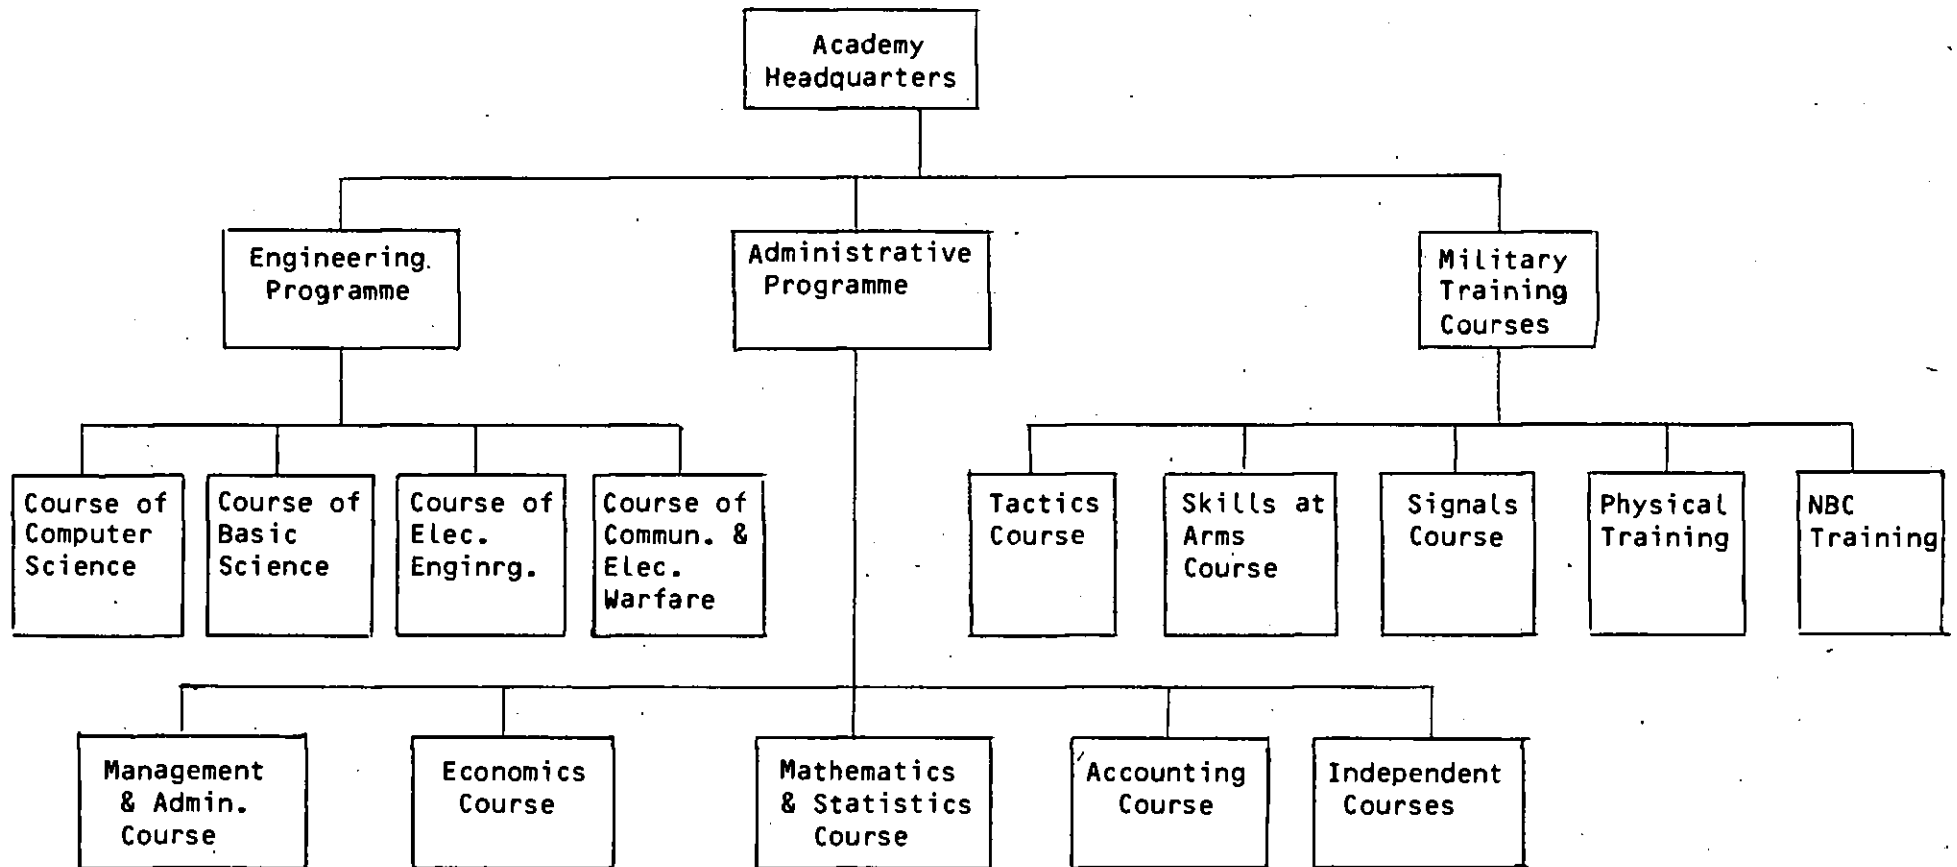 Academy
Headquarters
Engineering
Programme
Administrative
Programme
Military
Training
Courses
Course of
Computer
Science
Course of
Basic
Science
Course of
Elec.
Enginrg.
Course of
Commun. &
Elec.
Warfare
Tactics
Course
Skills at
Arms
Course
Signals
Course
Physical
Training
NBC
Training
Management
& Admin.
Course
Economics
Course
Mathematics
& Statistics
Course
Accounting
Course
Independent
Courses